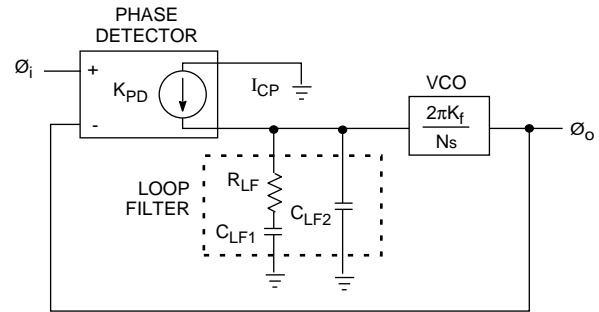 PHASE
DETECTOR
Øi
+
KPD
ICP
-
VCO
2πKf
Ns
Øo
LOOP
FILTER
RLF
CLF1
CLF2